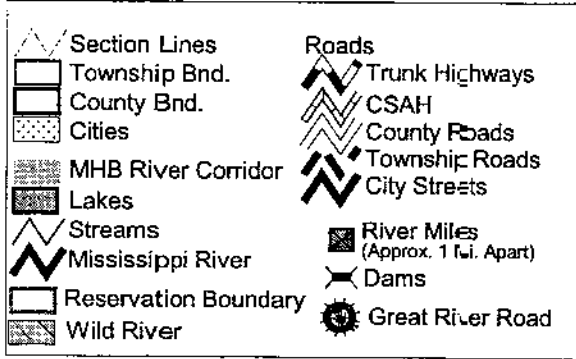 Section Lines
Township Bnd.
County Bnd.
Cities
MHB River Corridor
Lakes
Streams
Mississippi River
Reservation Boundary
Wild River
Roads
Trunk Highways
CSAH
County Roads
Township Roads
City Streets
River Miles
(Approx. 1 Mi. Apart)
Dams
Great River Road